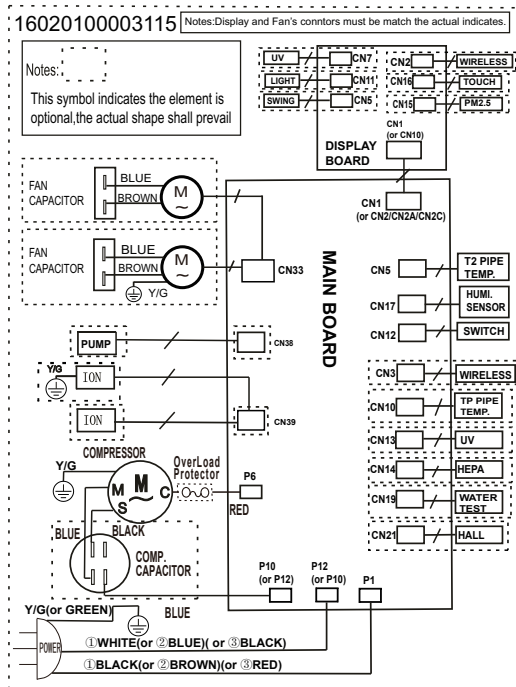 16020100003115
Notes:Display and Fan's conntors must be match the actual indicates.
Notes:
This symbol indicates the element is
optional,the actual shape shall prevail
UV
CN7
LIGHT
CN11
SWING
CN5
CN2
WIRELESS
CN16
TOUCH
CN15
PM2.5
CN1
(or CN10)
DISPLAY
BOARD
CN1
(or CN2/CN2A/CN2C)
FAN
CAPACITOR
BLUE
BROWN
M
~
FAN
CAPACITOR
BLUE
BROWN
M
~
Y/G
CN33
MAIN BOARD
CN5
T2 PIPE
TEMP.
CN17
HUMI.
SENSOR
CN12
SWITCH
PUMP
CN38
Y/G
ION
ION
CN39
CN3
WIRELESS
CN10
TP PIPE
TEMP.
CN13
UV
CN14
HEPA
CN19
WATER
TEST
CN21
HALL
COMPRESSOR
Y/G
M
M
~
C
S
OverLoad
Protector
P6
RED
BLUE
BLACK
COMP.
CAPACITOR
P10
(or P12)
P12
(or P10)
P1
BLUE
Y/G(or GREEN)
POWER
①WHITE(or ②BLUE)( or ③BLACK)
①BLACK(or ②BROWN)(or ③RED)